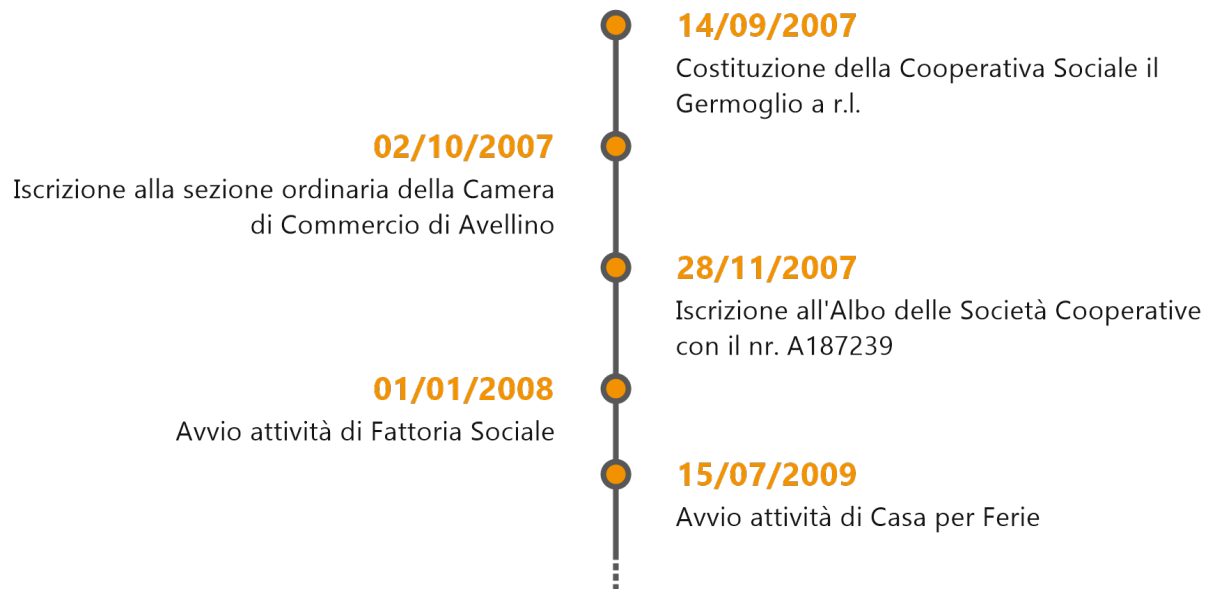 14/09/2007
Costituzione della Cooperativa Sociale il
Germoglio a r.l.
02/10/2007
Iscrizione alla sezione ordinaria della Camera
di Commercio di Avellino
28/11/2007
Iscrizione all'Albo delle Società Cooperative
con il nr. A187239
01/01/2008
Avvio attività di Fattoria Sociale
15/07/2009
Avvio attività di Casa per Ferie